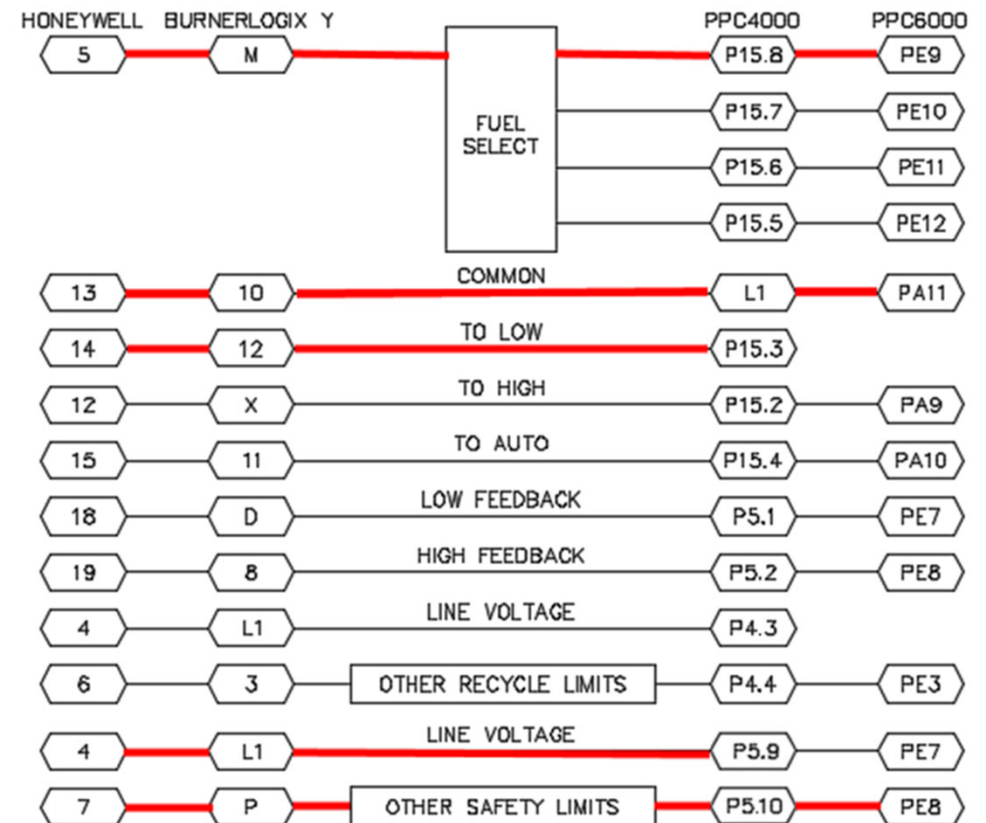 HONEYWELL BURNERLOGIX Y PPC4000 PPC6000
5 M P15.8 PE9
P15.7 PE10
FUEL
SELECT
P15.6 PE11
P15.5 PE12
COMMON
13 10 L1 PA11
TO LOW
14 12 P15.3
TO HIGH
12 X P15.2 PA9
TO AUTO
15 11 P15.4 PA10
LOW FEEDBACK
18 D P5.1 PE7
HIGH FEEDBACK
19 8 P5.2 PE8
LINE VOLTAGE
4 L1 P4.3
6 3 OTHER RECYCLE LIMITS P4.4 PE3
LINE VOLTAGE
4 L1 P5.9 PE7
7 P OTHER SAFETY LIMITS P5.10 PE8